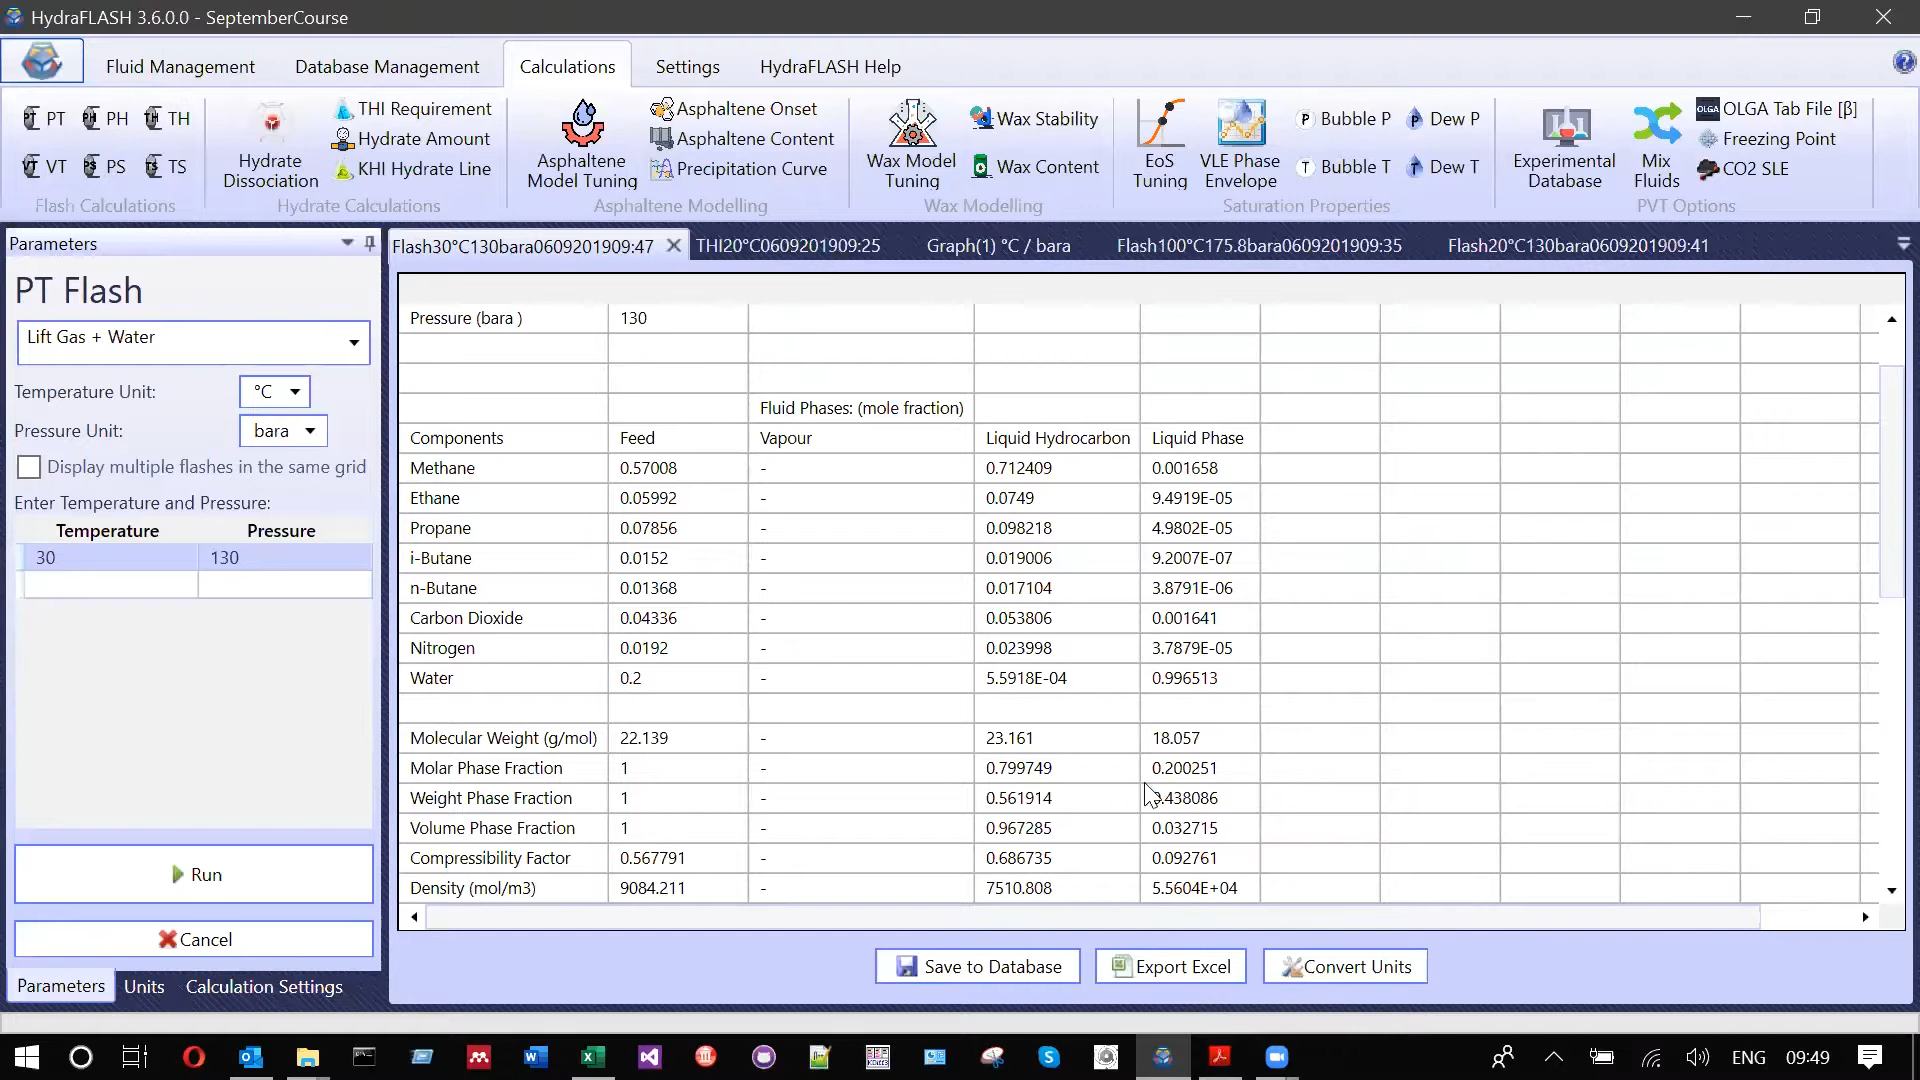 HydraFLASH 3.6.0.0 - SeptemberCourse
Fluid Management Database Management Calculations Settings HydraFLASH Help
PT PH TH
VT PS TS
Flash Calculations
Hydrate Dissociation
THI Requirement
Hydrate Amount
KHI Hydrate Line
Hydrate Calculations
Asphaltene Model Tuning
Asphaltene Onset
Asphaltene Content
Precipitation Curve
Asphaltene Modelling
Wax Model Tuning
Wax Stability
Wax Content
Wax Modelling
EoS Tuning
VLE Phase Envelope
P Bubble P P Dew P
T Bubble T T Dew T
Saturation Properties
Experimental Database
Mix Fluids
OLGA OLGA Tab File [β]
Freezing Point
CO2 SLE
PVT Options
Parameters
PT Flash
Lift Gas + Water
Temperature Unit: °C
Pressure Unit: bara
Display multiple flashes in the same grid
Enter Temperature and Pressure:
Temperature Pressure
30 130
Run
Cancel
Parameters Units Calculation Settings
Flash30°C130bara0609201909:47 THI20°C0609201909:25 Graph(1) °C / bara Flash100°C175.8bara0609201909:35 Flash20°C130bara0609201909:41
Pressure (bara ) 130
Fluid Phases: (mole fraction)
Components Feed Vapour Liquid Hydrocarbon Liquid Phase
Methane 0.57008 - 0.712409 0.001658
Ethane 0.05992 - 0.0749 9.4919E-05
Propane 0.07856 - 0.098218 4.9802E-05
i-Butane 0.0152 - 0.019006 9.2007E-07
n-Butane 0.01368 - 0.017104 3.8791E-06
Carbon Dioxide 0.04336 - 0.053806 0.001641
Nitrogen 0.0192 - 0.023998 3.7879E-05
Water 0.2 - 5.5918E-04 0.996513
Molecular Weight (g/mol) 22.139 - 23.161 18.057
Molar Phase Fraction 1 - 0.799749 0.200251
Weight Phase Fraction 1 - 0.561914 .438086
Volume Phase Fraction 1 - 0.967285 0.032715
Compressibility Factor 0.567791 - 0.686735 0.092761
Density (mol/m3) 9084.211 - 7510.808 5.5604E+04
Save to Database Export Excel Convert Units
ENG 09:49